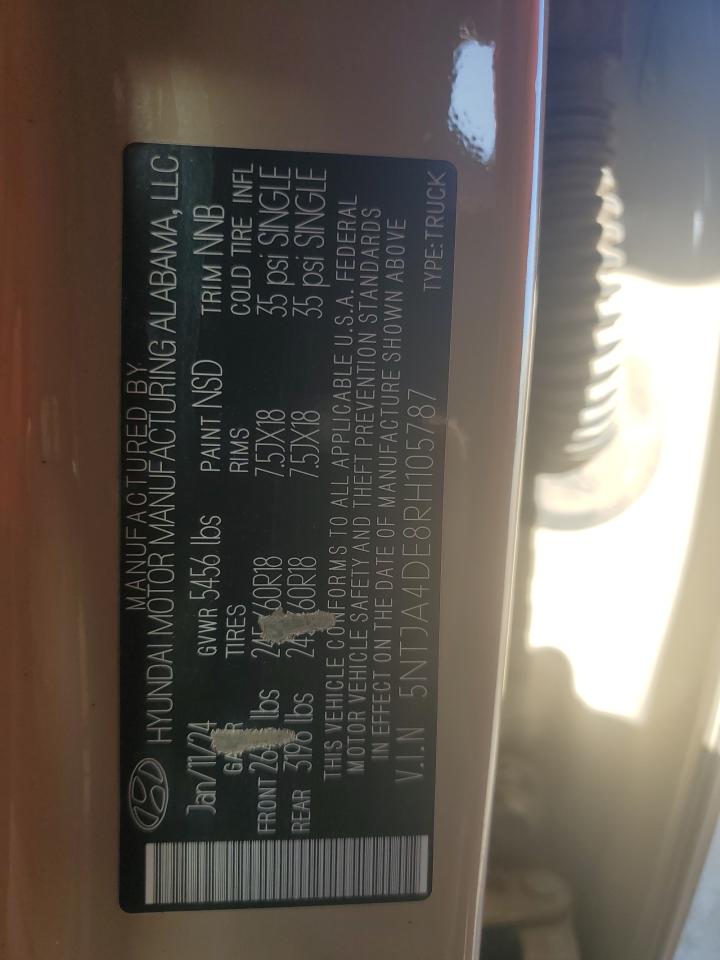 MANUFACTURED BY
HYUNDAI MOTOR MANUFACTURING ALABAMA, LLC
Jan/11/24 GVWR 5456 lbs PAINT NSD TRIM NNB
TIRES RIMS COLD TIRE INFL
FRONT lbs 7.5JX18 35 psi SINGLE
REAR 3196 lbs 7.5JX18 35 psi SINGLE
THIS VEHICLE CONFORMS TO ALL APPLICABLE U.S.A. FEDERAL
MOTOR VEHICLE SAFETY AND THEFT PREVENTION STANDARDS
IN EFFECT ON THE DATE OF MANUFACTURE SHOWN ABOVE
V.I.N 5NTJA4DE8RH105787 TYPE:TRUCK